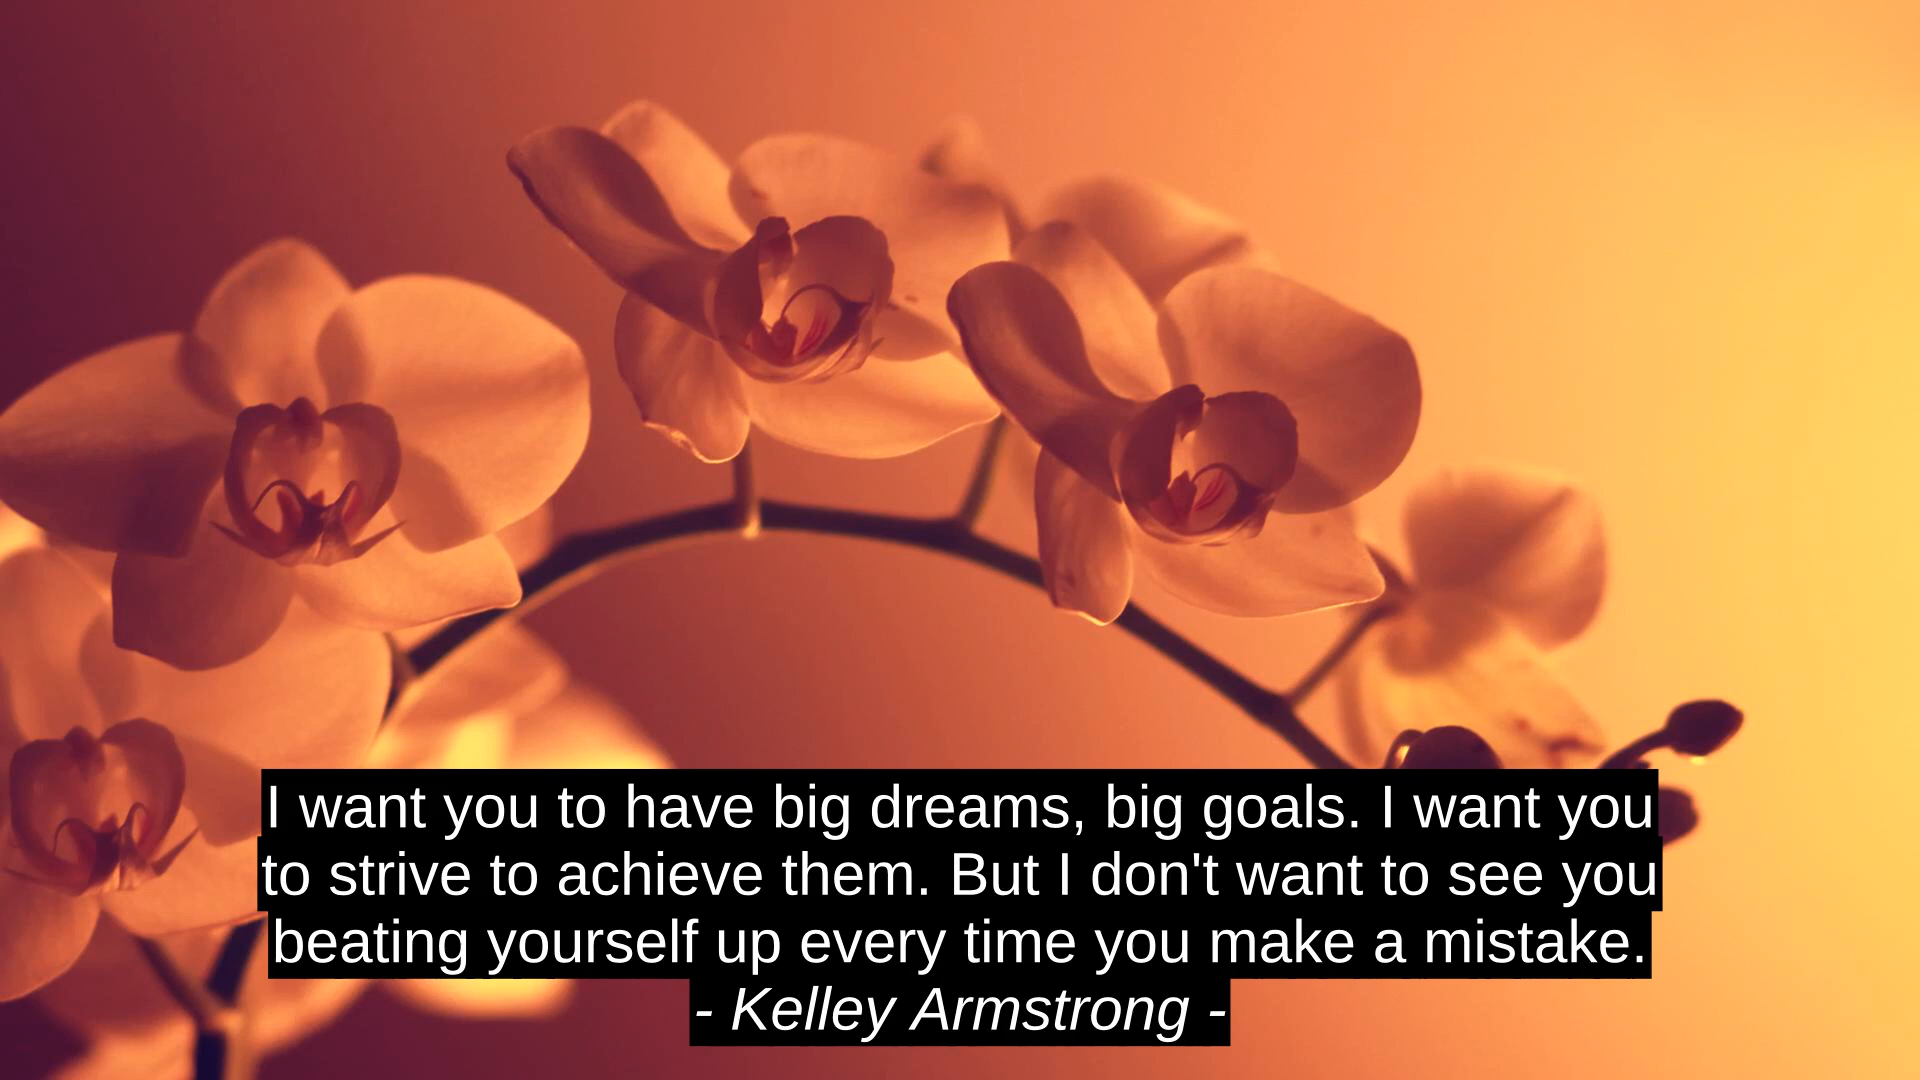 I want you to have big dreams, big goals. I want you
to strive to achieve them. But I don't want to see you
beating yourself up every time you make a mistake.
- Kelley Armstrong -